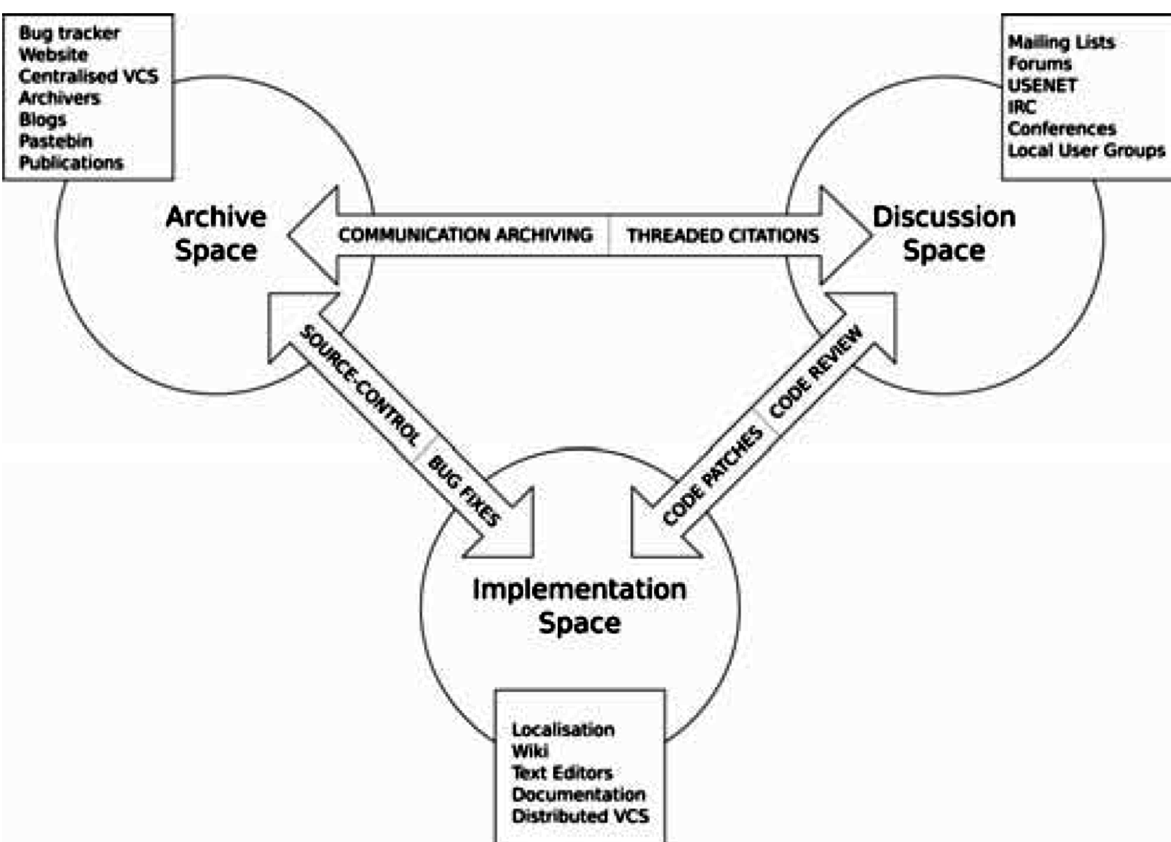 Bug tracker
Website
Centralised VCS
Archivers
Blogs
Pastebin
Publications
Mailing Lists
Forums
USENET
IRC
Conferences
Local User Groups
Archive
Space
COMMUNICATION ARCHIVING
THREADED CITATIONS
Discussion
Space
SOURCE-CONTROL
BUG FIXES
CODE PATCHES
CODE REVIEW
Implementation
Space
Localisation
Wiki
Text Editors
Documentation
Distributed VCS